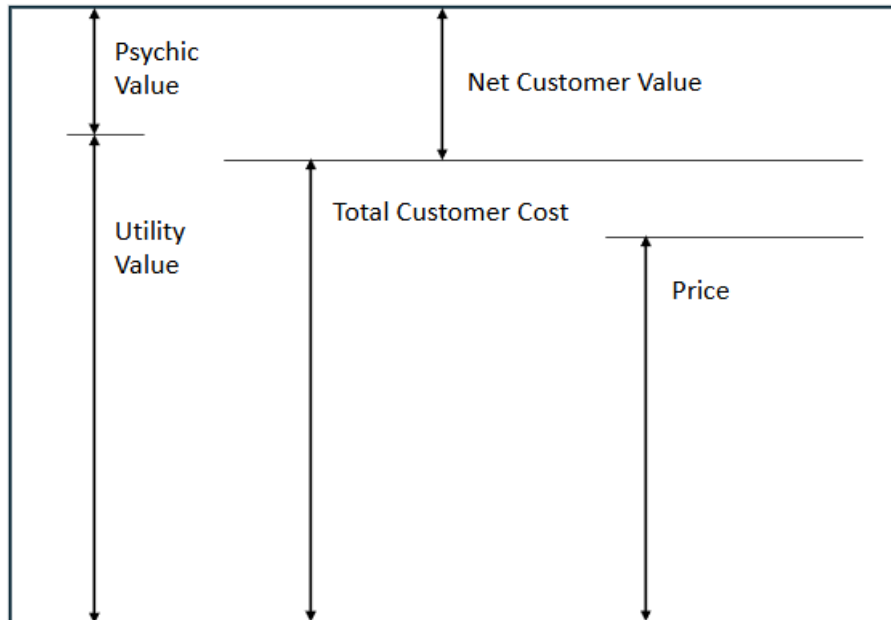 Psychic
Value
Net Customer Value
Total Customer Cost
Utility
Value
Price